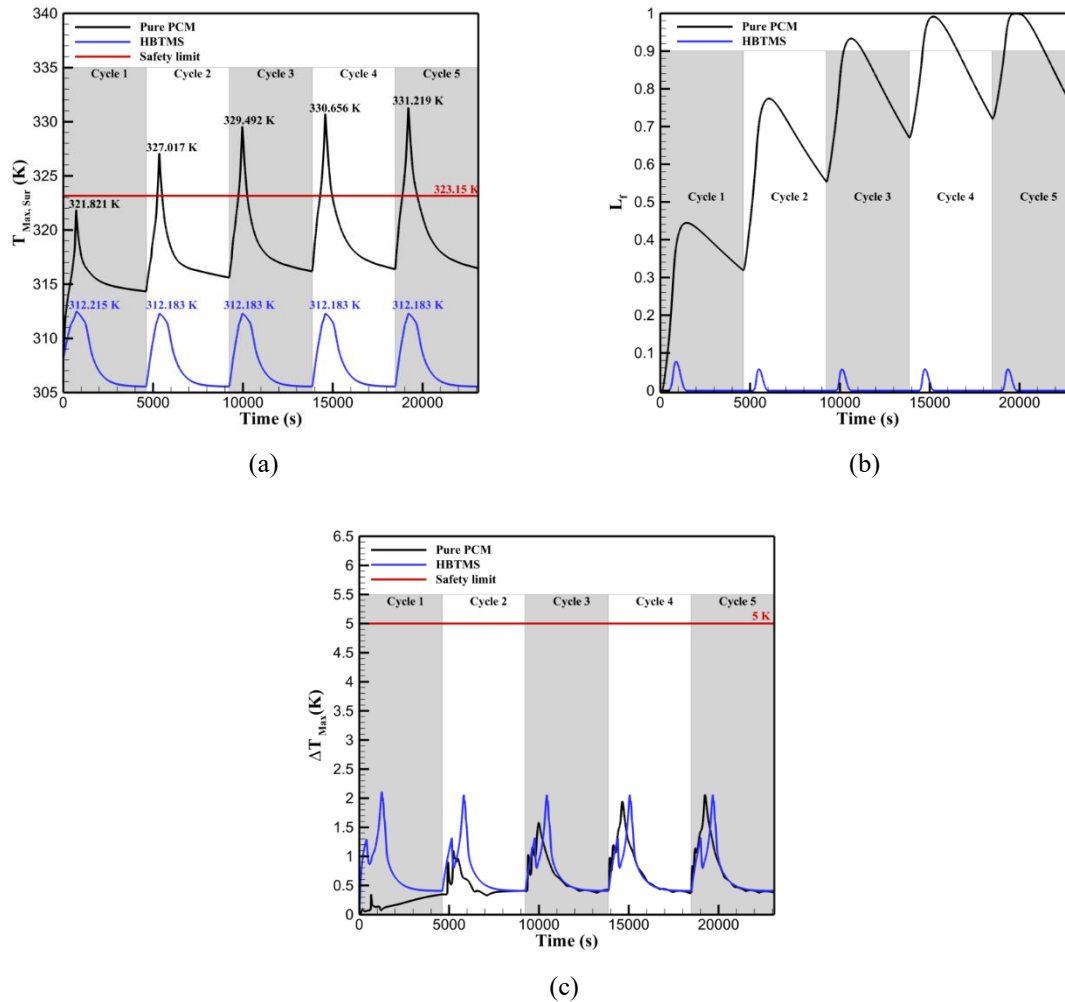 340
335
330
325
320
315
310
305
T Max, Sur (K)
Pure PCM
HBTMS
Safety limit
Cycle 1 Cycle 2 Cycle 3 Cycle 4 Cycle 5
321.821 K 327.017 K 329.492 K 330.656 K 331.219 K
323.15 K
312.215 K 312.183 K 312.183 K 312.183 K 312.183 K
0 5000 10000 15000 20000
Time (s)
(a)
1
0.9
0.8
0.7
0.6
0.5
0.4
0.3
0.2
0.1
0
Lf
Pure PCM
HBTMS
Cycle 1 Cycle 2 Cycle 3 Cycle 4 Cycle 5
0 5000 10000 15000 20000
Time (s)
(b)
6.5
6
5.5
5
4.5
4
3.5
3
2.5
2
1.5
1
0.5
0
ΔT Max (K)
Pure PCM
HBTMS
Safety limit
Cycle 1 Cycle 2 Cycle 3 Cycle 4 Cycle 5
5 K
0 5000 10000 15000 20000
Time (s)
(c)